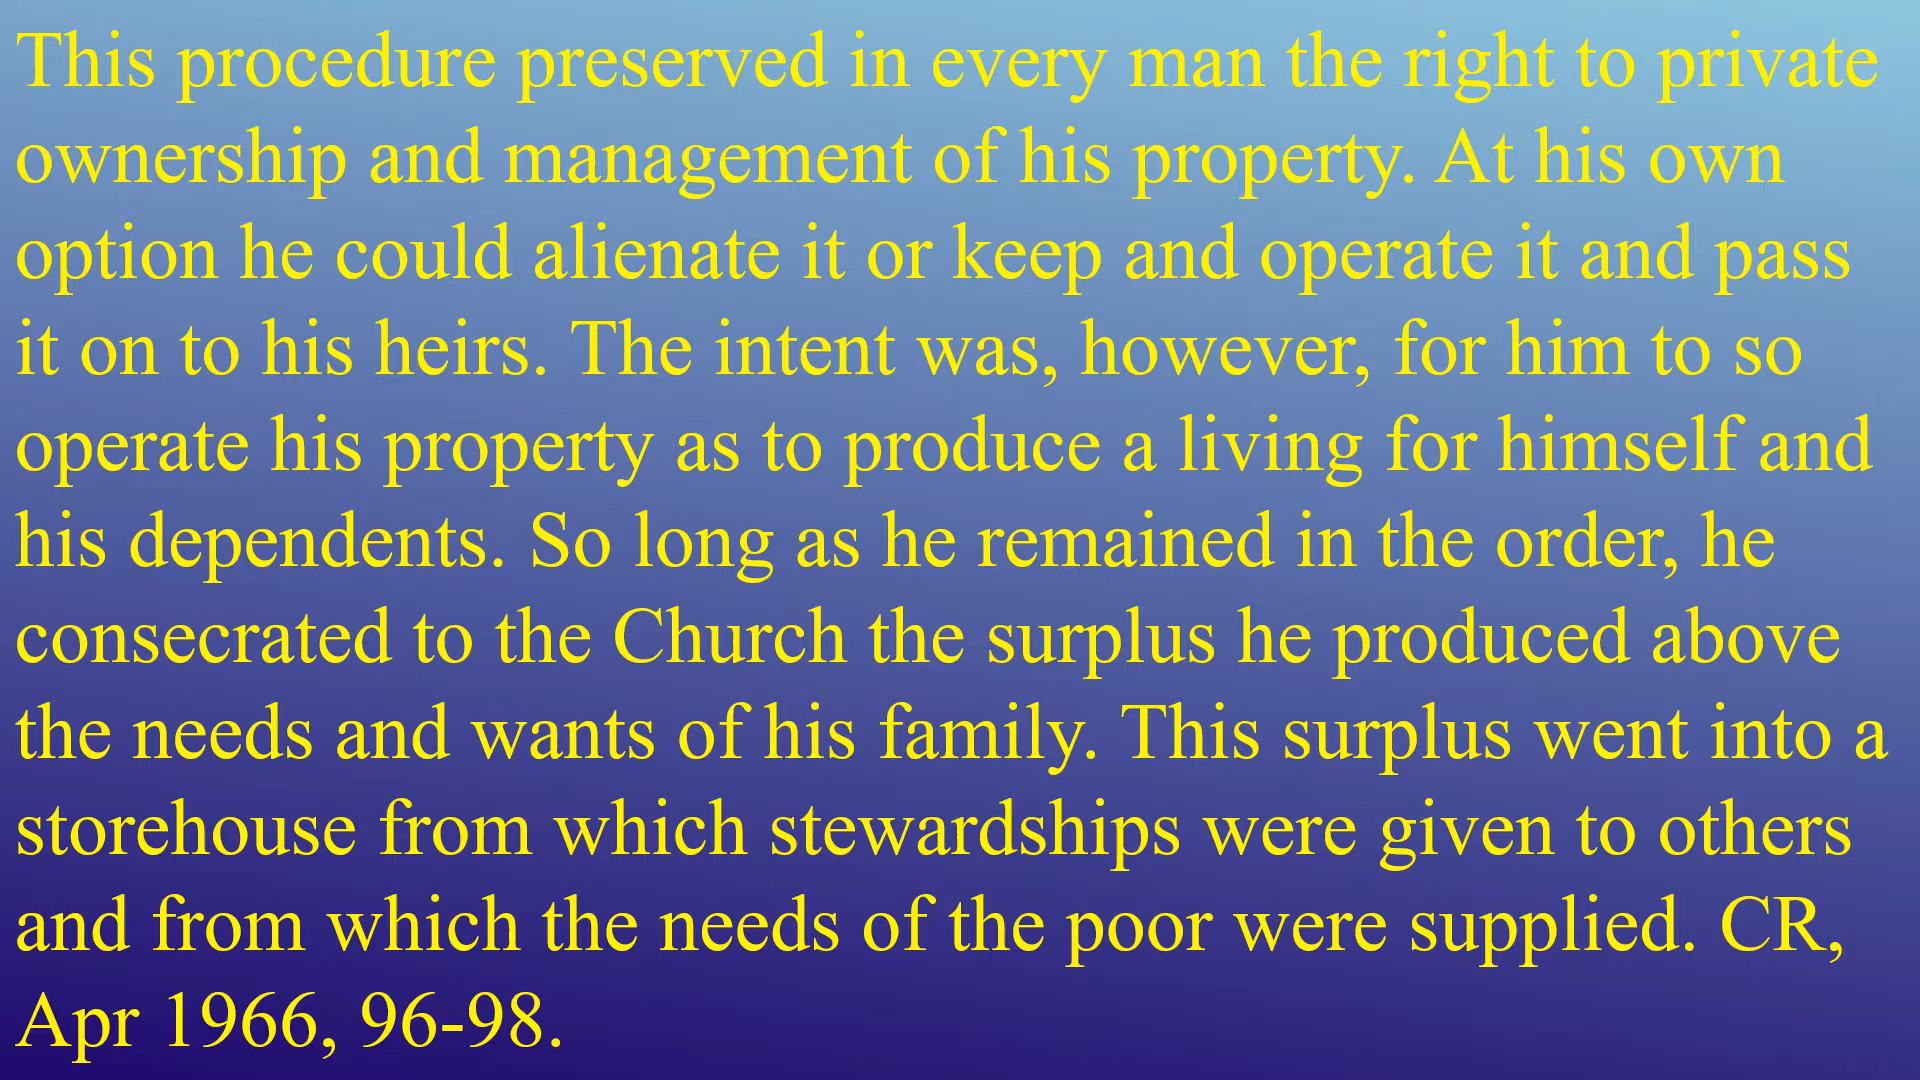 This procedure preserved in every man the right to private
ownership and management of his property. At his own
option he could alienate it or keep and operate it and pass
it on to his heirs. The intent was, however, for him to so
operate his property as to produce a living for himself and
his dependents. So long as he remained in the order, he
consecrated to the Church the surplus he produced above
the needs and wants of his family. This surplus went into a
storehouse from which stewardships were given to others
and from which the needs of the poor were supplied. CR,
Apr 1966, 96-98.